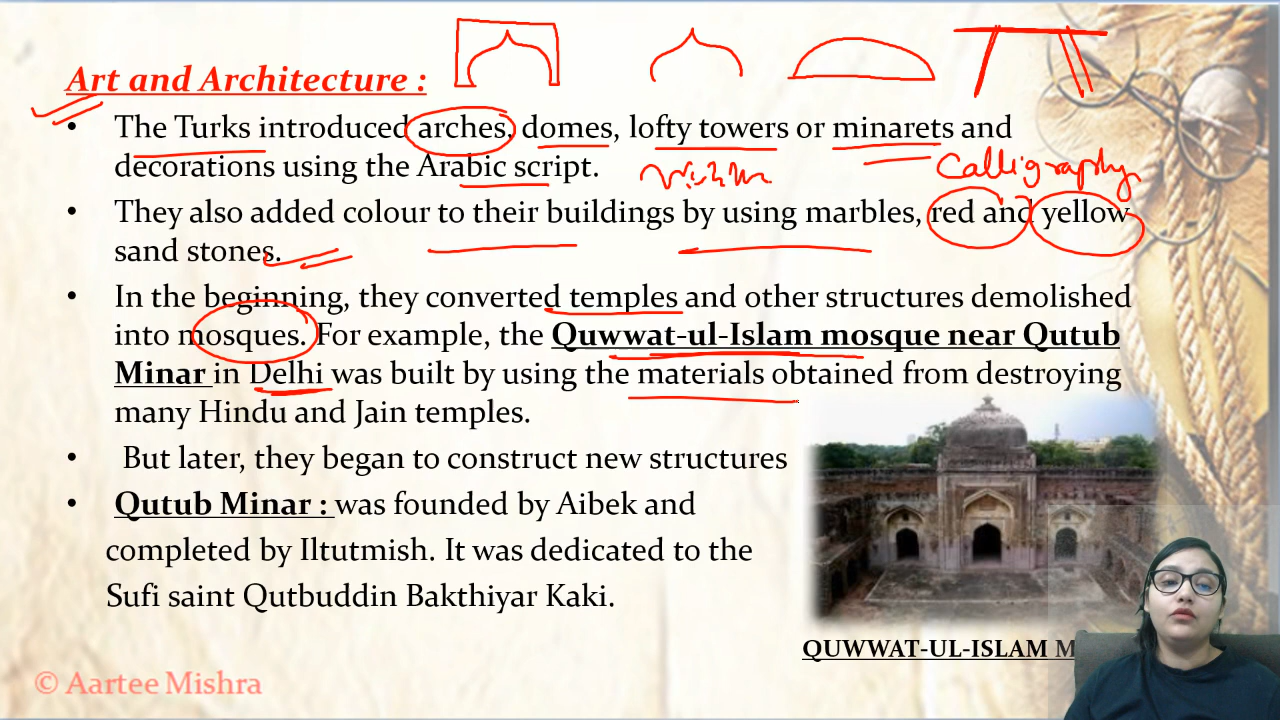 Art and Architecture :
• The Turks introduced arches, domes, lofty towers or minarets and
decorations using the Arabic script.
Calligraphy
• They also added colour to their buildings by using marbles, red and yellow
sand stones.
• In the beginning, they converted temples and other structures demolished
into mosques. For example, the Quwwat-ul-Islam mosque near Qutub
Minar in Delhi was built by using the materials obtained from destroying
many Hindu and Jain temples.
• But later, they began to construct new structures
• Qutub Minar : was founded by Aibek and
completed by Iltutmish. It was dedicated to the
Sufi saint Qutbuddin Bakthiyar Kaki.
QUWWAT-UL-ISLAM M
© Aartee Mishra